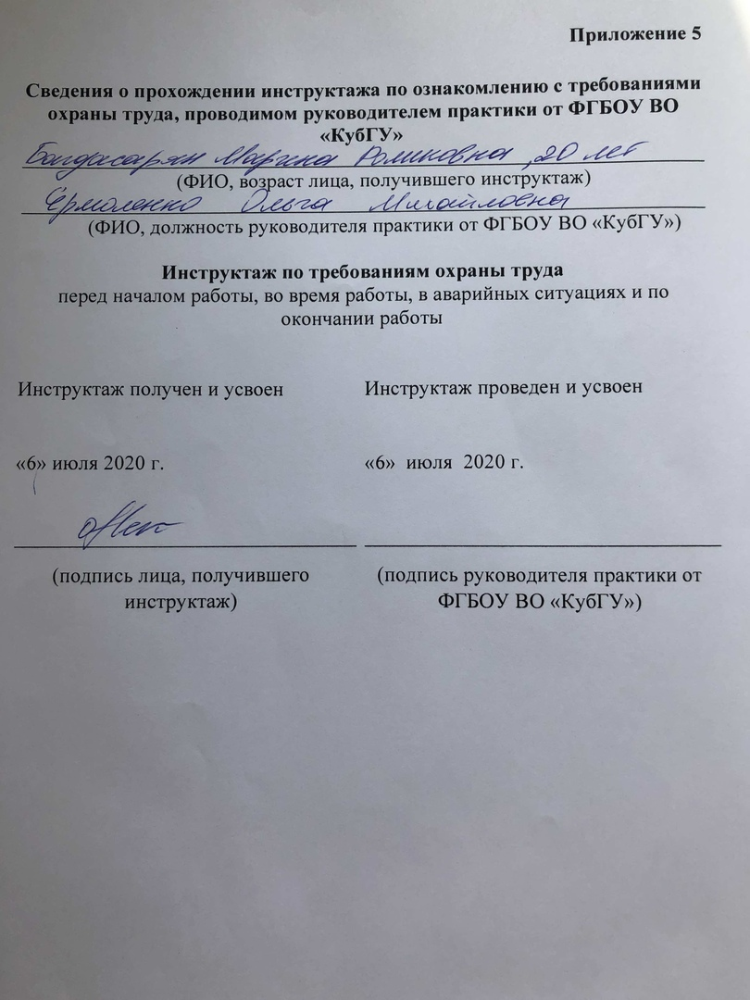 Приложение 5
Сведения о прохождении инструктажа по ознакомлению с требованиями
охраны труда, проводимом руководителем практики от ФГБОУ ВО
«КубГУ»
Багдасарян Марина Роликовна, 20 лет
(ФИО, возраст лица, получившего инструктаж)
Ермоленко Ольга Михайловна
(ФИО, должность руководителя практики от ФГБОУ ВО «КубГУ»)
Инструктаж по требованиям охраны труда
перед началом работы, во время работы, в аварийных ситуациях и по
окончании работы
Инструктаж получен и усвоен Инструктаж проведен и усвоен
«6» июля 2020 г. «6» июля 2020 г.
(подпись лица, получившего (подпись руководителя практики от
инструктаж) ФГБОУ ВО «КубГУ»)